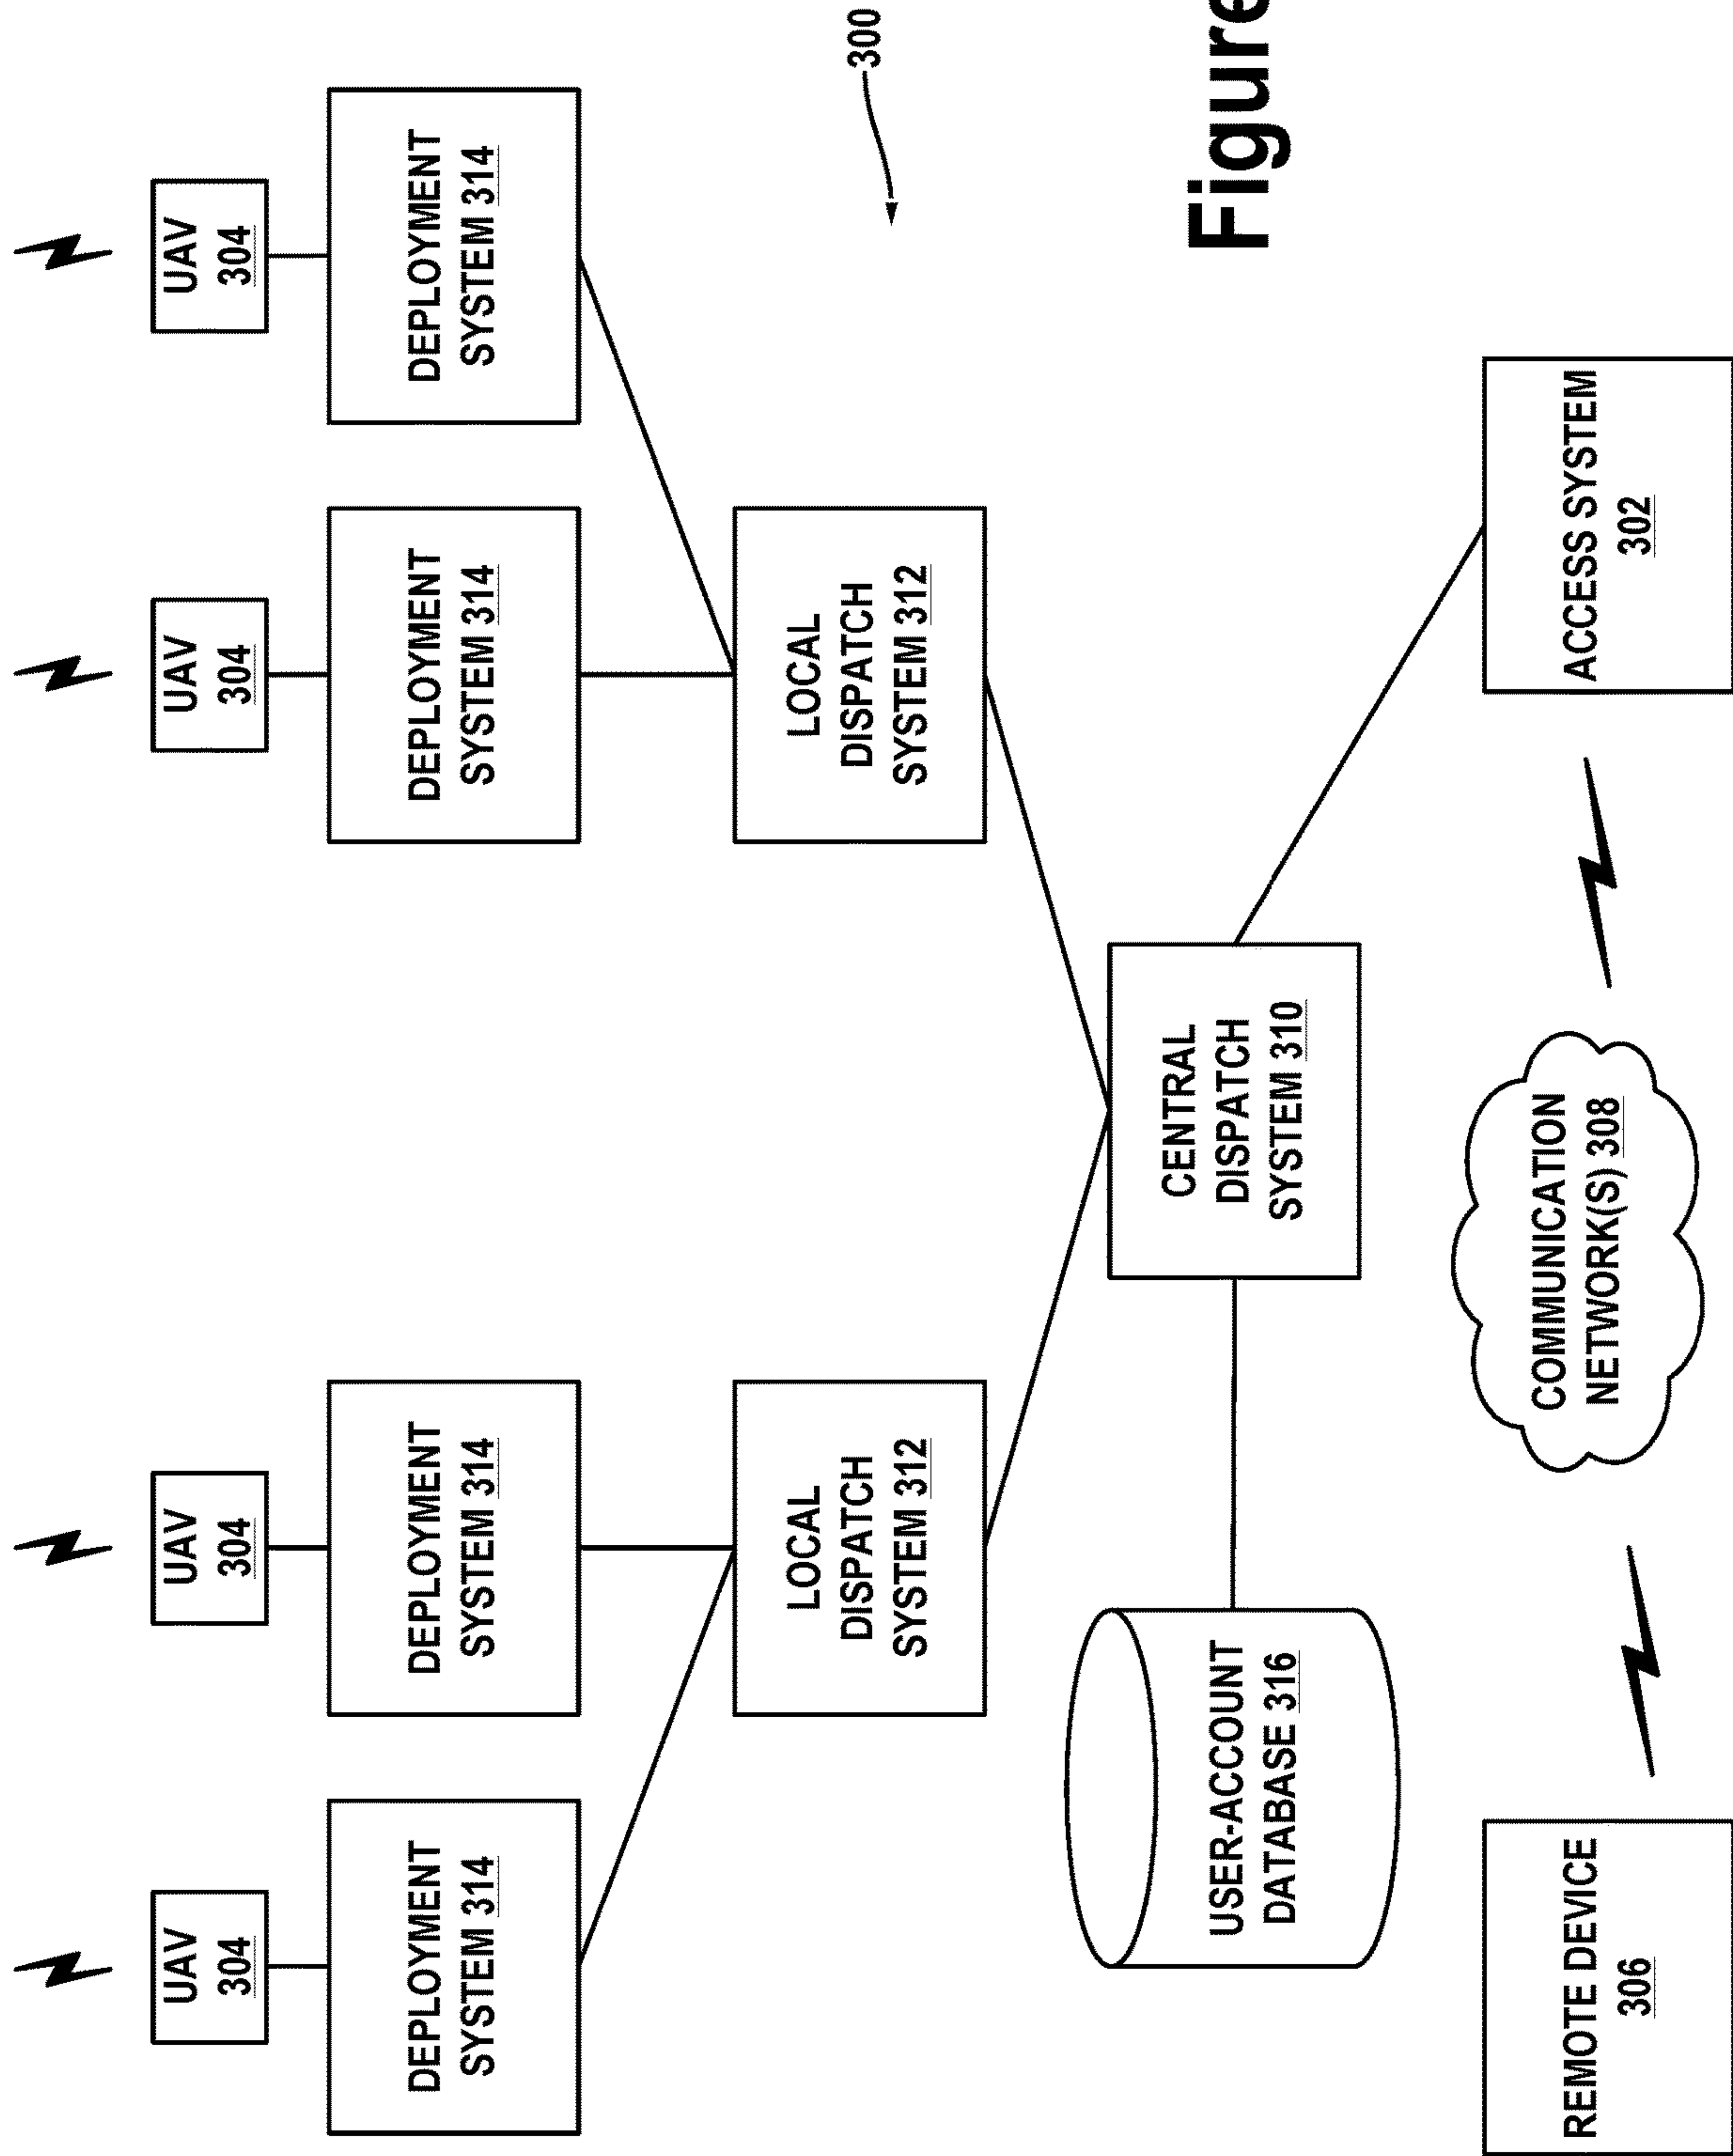 UAV
304
UAV
304
UAV
304
UAV
304
DEPLOYMENT
SYSTEM 314
DEPLOYMENT
SYSTEM 314
DEPLOYMENT
SYSTEM 314
DEPLOYMENT
SYSTEM 314
LOCAL
DISPATCH
SYSTEM 312
LOCAL
DISPATCH
SYSTEM 312
300
USER-ACCOUNT
DATABASE 316
CENTRAL
DISPATCH
SYSTEM 310
Figure
REMOTE DEVICE
306
COMMUNICATION
NETWORK(S) 308
ACCESS SYSTEM
302